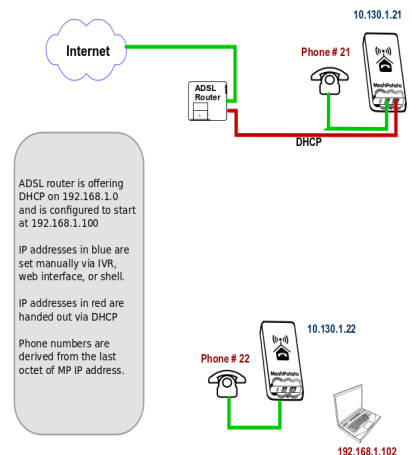 10.130.1.21
Internet
Phone # 21
ADSL
Router
MeshPotato
DHCP
ADSL router is offering
DHCP on 192.168.1.0
and is configured to start
at 192.168.1.100
IP addresses in blue are
set manually via IVR,
web interface, or shell.
IP addresses in red are
handed out via DHCP
Phone numbers are
derived from the last
octet of MP IP address.
10.130.1.22
Phone # 22
MeshPotato
192.168.1.102